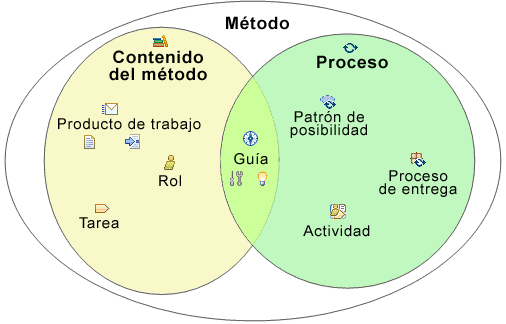 Método
Contenido
del método
Proceso
Producto de trabajo
Patrón de
posibilidad
Guía
Rol
Proceso
de entrega
Tarea
Actividad